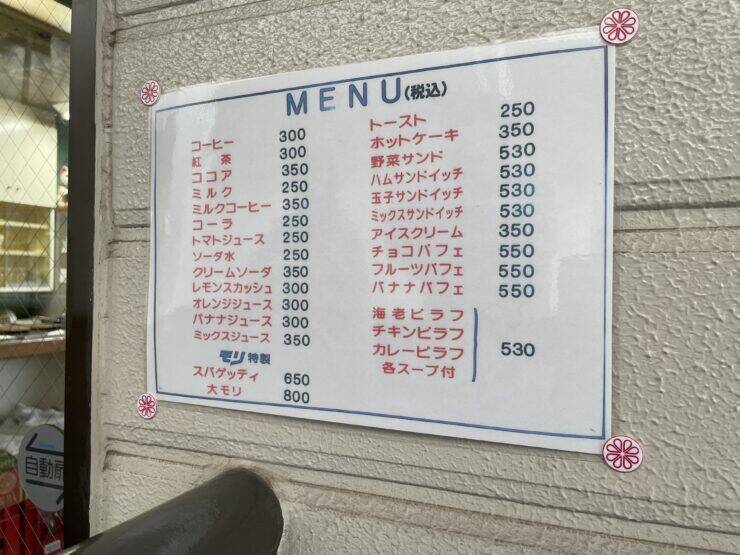 MENU(税込)
コーヒー 300
紅茶 300
ココア 350
ミルク 250
ミルクコーヒー 350
コーラ 250
トマトジュース 250
ソーダ水 250
クリームソーダ 350
レモンスカッシュ 300
オレンジジュース 300
バナナジュース 300
ミックスジュース 350
モリ特製
スパゲッティ 650
大モリ 800
トースト 250
ホットケーキ 350
野菜サンド 530
ハムサンドイッチ 530
玉子サンドイッチ 530
ミックスサンドイッチ 530
アイスクリーム 350
チョコパフェ 550
フルーツパフェ 550
バナナパフェ 550
海老ピラフ
チキンピラフ
カレーピラフ 530
各スープ付
自動扉